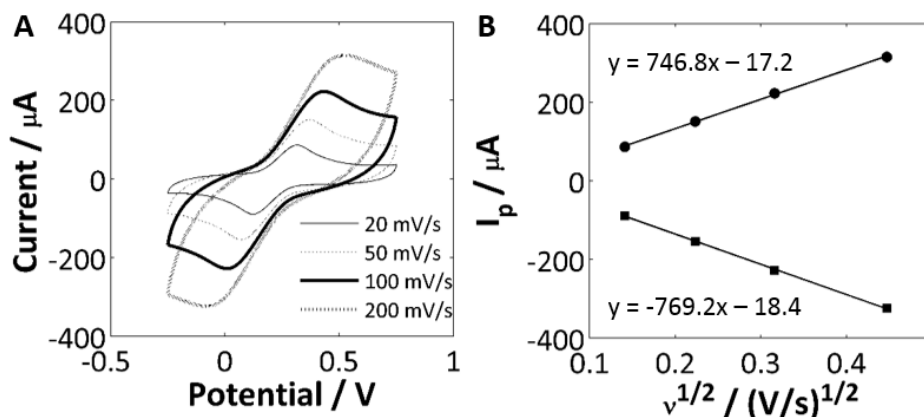 A
400
200
0
-200
-400
Current / μA
-0.5
0
0.5
1
Potential / V
20 mV/s
50 mV/s
100 mV/s
200 mV/s
B
400
200
0
-200
-400
I_p / μA
y = 746.8x – 17.2
y = -769.2x – 18.4
0.1
0.2
0.3
0.4
ν^1/2 / (V/s)^1/2